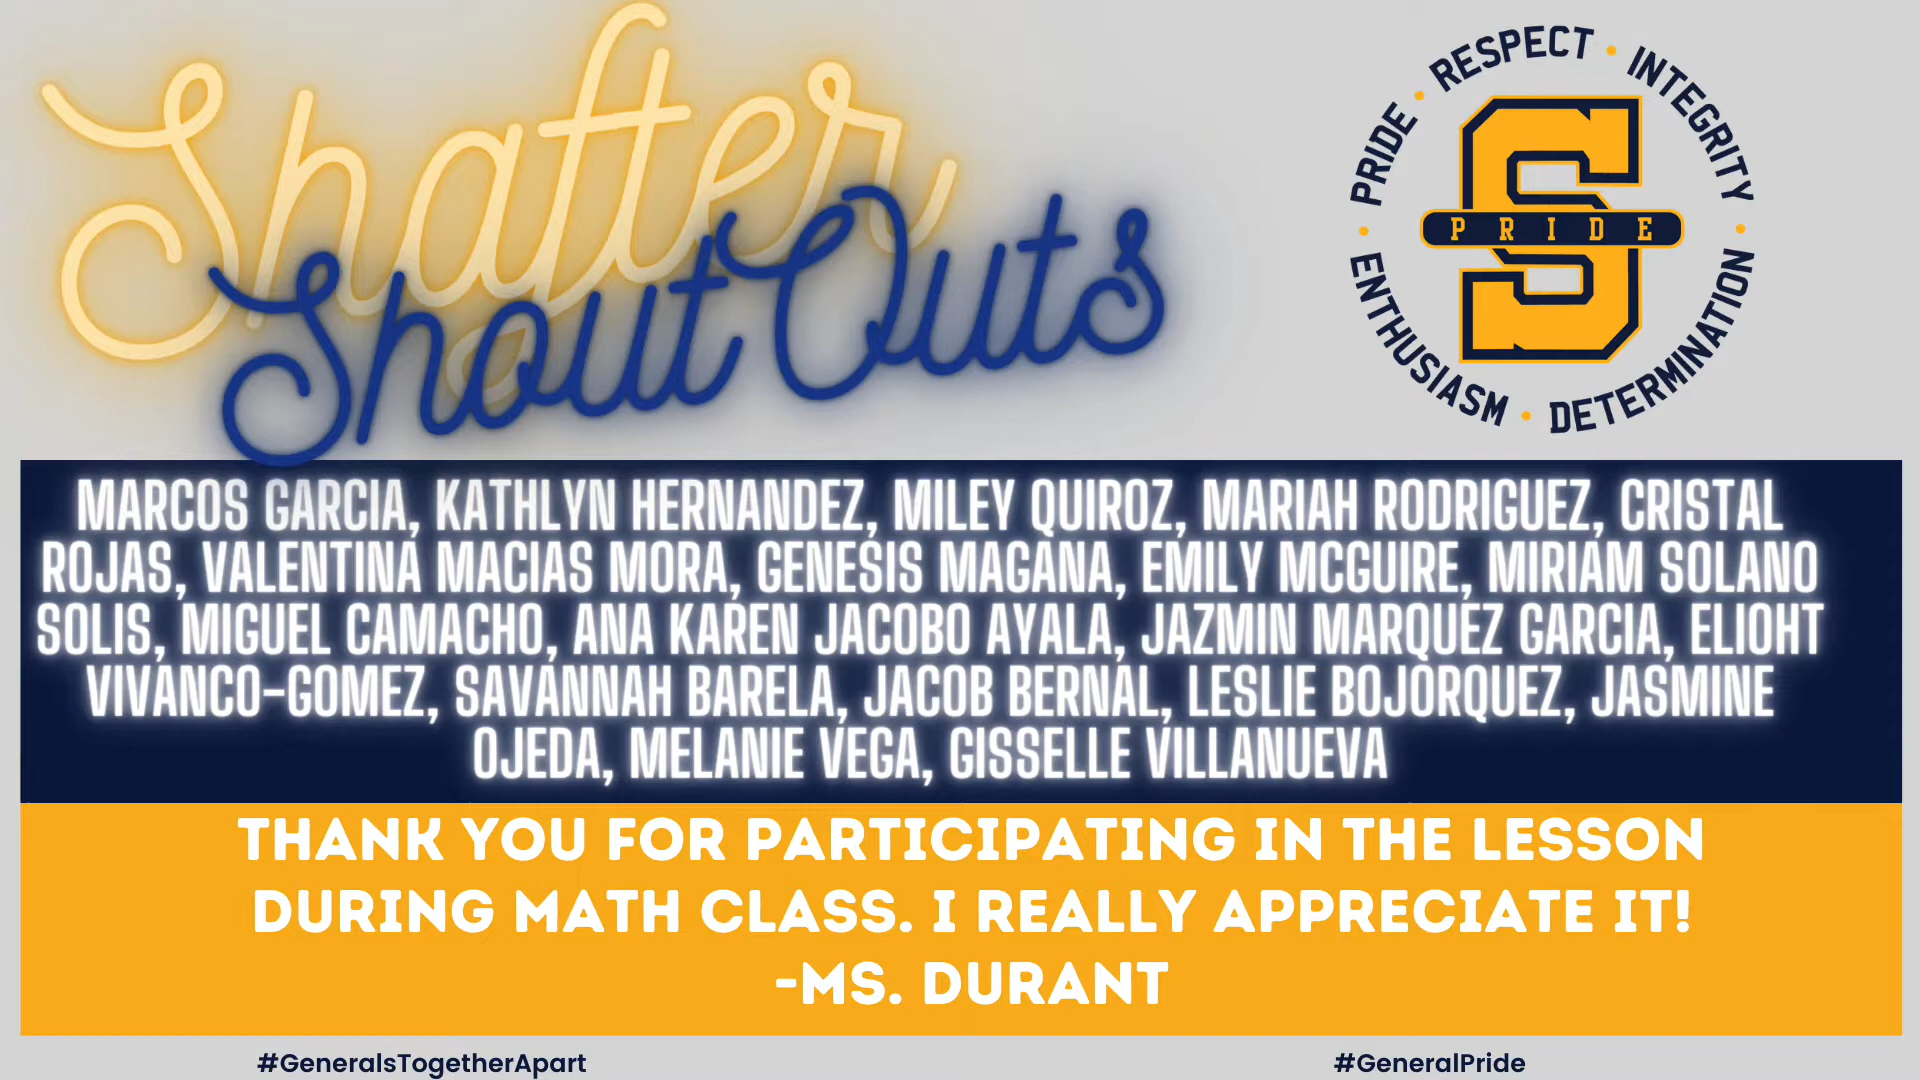 Shafter
Shout Outs
PRIDE • RESPECT • INTEGRITY • DETERMINATION • ENTHUSIASM •
PRIDE
MARCOS GARCIA, KATHLYN HERNANDEZ, MILEY QUIROZ, MARIAH RODRIGUEZ, CRISTAL
ROJAS, VALENTINA MACIAS MORA, GENESIS MAGANA, EMILY MCGUIRE, MIRIAM SOLANO
SOLIS, MIGUEL CAMACHO, ANA KAREN JACOBO AYALA, JAZMIN MARQUEZ GARCIA, ELIOHT
VIVANCO-GOMEZ, SAVANNAH BARELA, JACOB BERNAL, LESLIE BOJORQUEZ, JASMINE
OJEDA, MELANIE VEGA, GISSELLE VILLANUEVA
THANK YOU FOR PARTICIPATING IN THE LESSON
DURING MATH CLASS. I REALLY APPRECIATE IT!
-MS. DURANT
#GeneralsTogetherApart
#GeneralPride